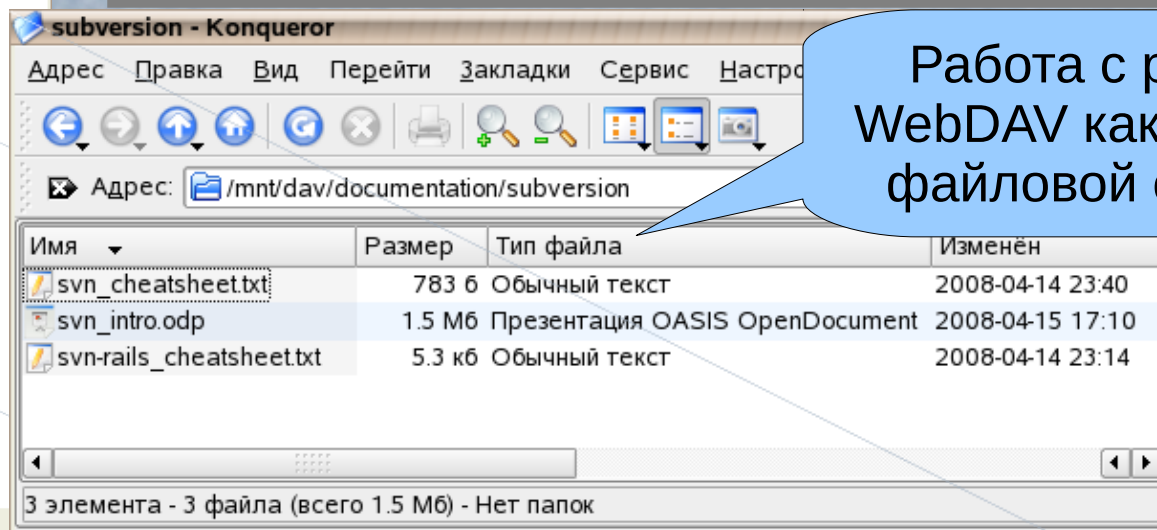 subversion - Konqueror
Адрес Правка Вид Перейти Закладки Сервис
Работа с
WebDAV как
файловой
Адрес: /mnt/dav/documentation/subversion
Имя Размер Тип файла Изменён
svn_cheatsheet.txt 783 б Обычный текст 2008-04-14 23:40
svn_intro.odp 1.5 Мб Презентация OASIS OpenDocument 2008-04-15 17:10
svn-rails_cheatsheet.txt 5.3 кб Обычный текст 2008-04-14 23:14
3 элемента - 3 файла (всего 1.5 Мб) - Нет папок